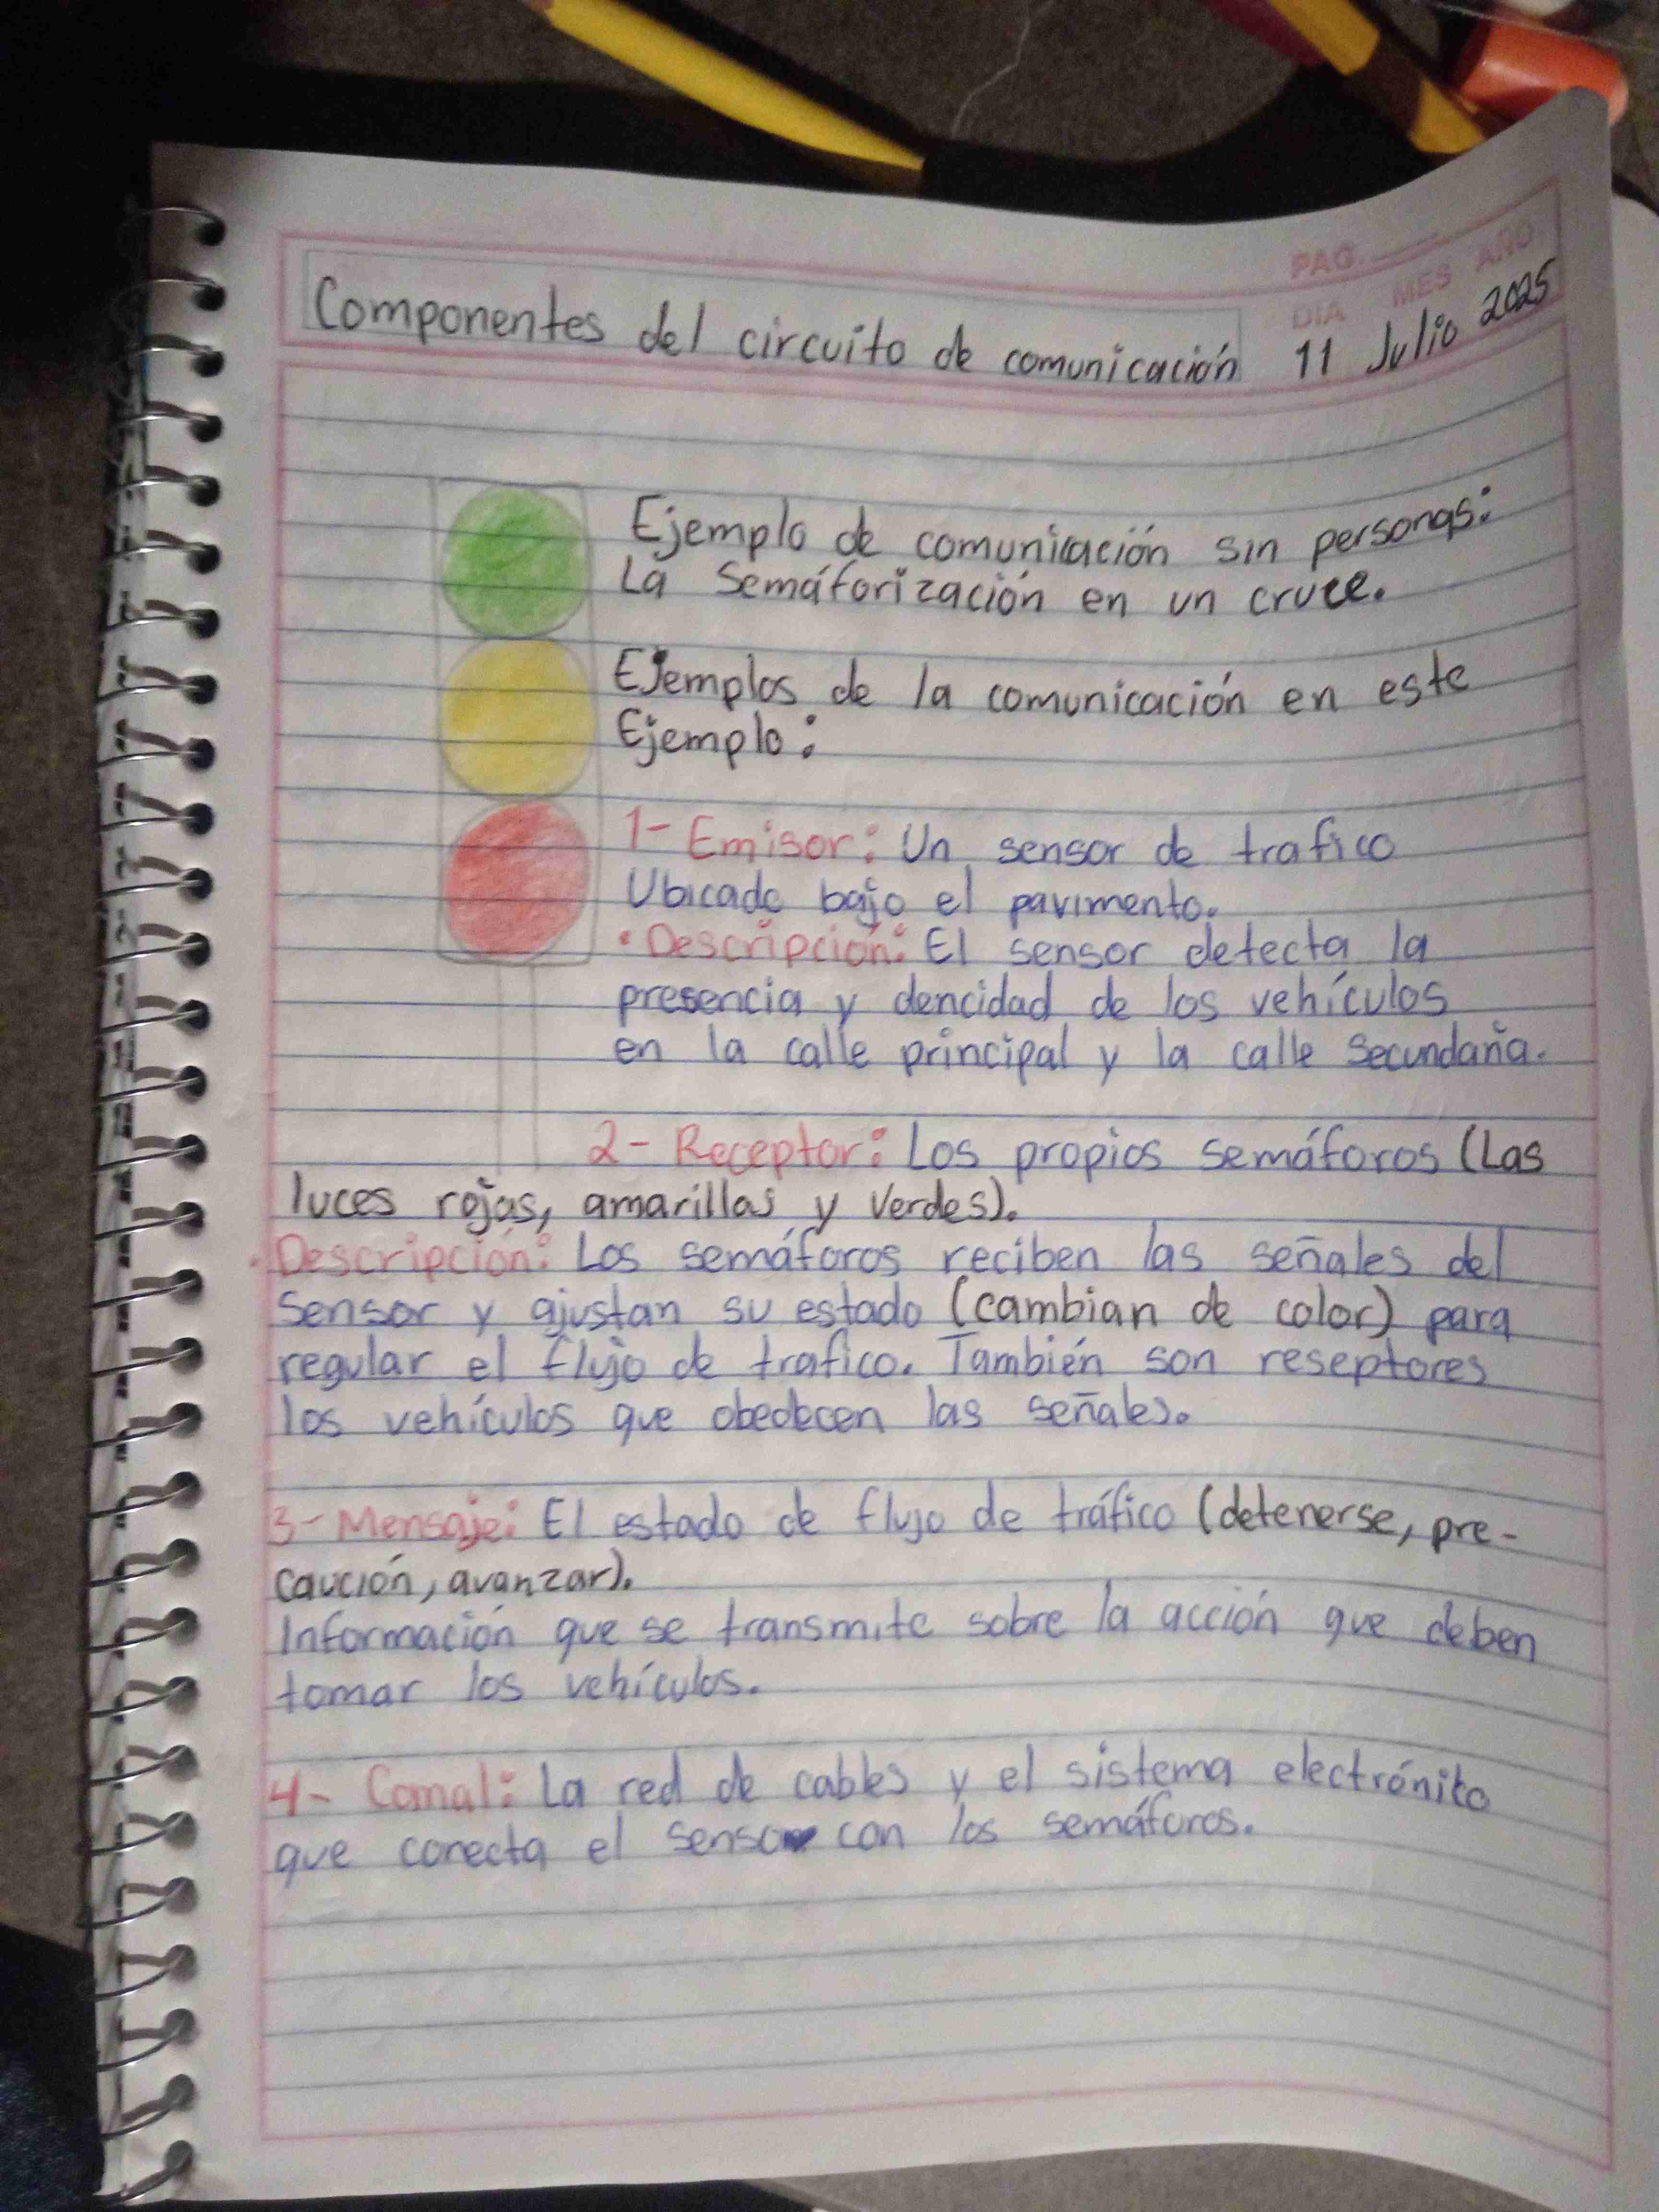 PAG.
DIA MES AÑO
Componentes del circuito de comunicación 11 Julio 2025
Ejemplo de comunicación sin personas:
La Semáforización en un cruce.
Ejemplos de la comunicación en este
Ejemplo:
1- Emisor: Un sensor de trafico
Ubicado bajo el pavimento.
• Descripción: El sensor detecta la
presencia y dencidad de los vehículos
en la calle principal y la calle Secundaria.
2- Receptor: Los propios semáforos (Las
luces rojas, amarillas y Verdes).
• Descripción: Los semáforos reciben las señales del
Sensor y ajustan su estado (cambian de color) para
regular el flujo de trafico. También son reseptores
los vehículos que obedecen las señales.
3- Mensaje: El estado de flujo de tráfico (detenerse, pre-
caución, avanzar).
Información que se transmite sobre la acción que deben
tomar los vehículos.
4- Camal: La red de cables y el sistema electrónico
que conecta el Sensor con los semáforos.